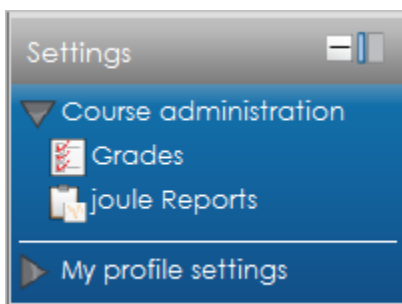 Settings
Course administration
Grades
joule Reports
My profile settings